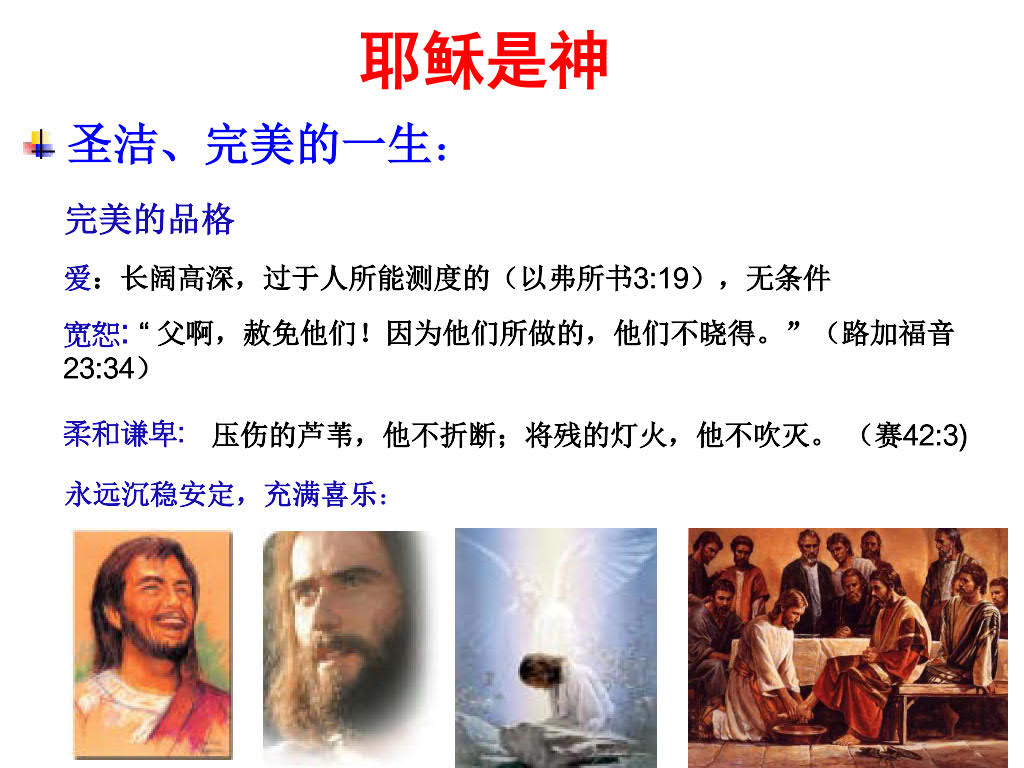 耶稣是神
圣洁、完美的一生：
完美的品格
爱：长阔高深，过于人所能测度的（以弗所书3:19），无条件
宽恕: “ 父啊，赦免他们！因为他们所做的，他们不晓得。”（路加福音
23:34）
柔和谦卑: 压伤的芦苇，他不折断；将残的灯火，他不吹灭。 （赛42:3)
永远沉稳安定，充满喜乐：